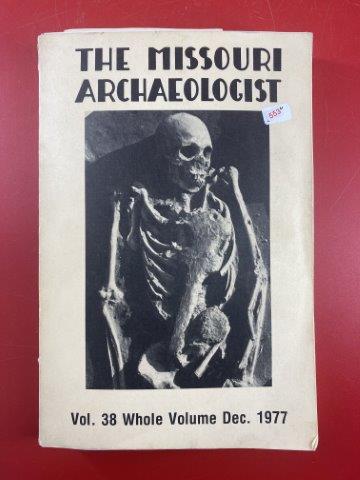 THE MISSOURI
ARCHAEOLOGIST
Vol. 38 Whole Volume Dec. 1977